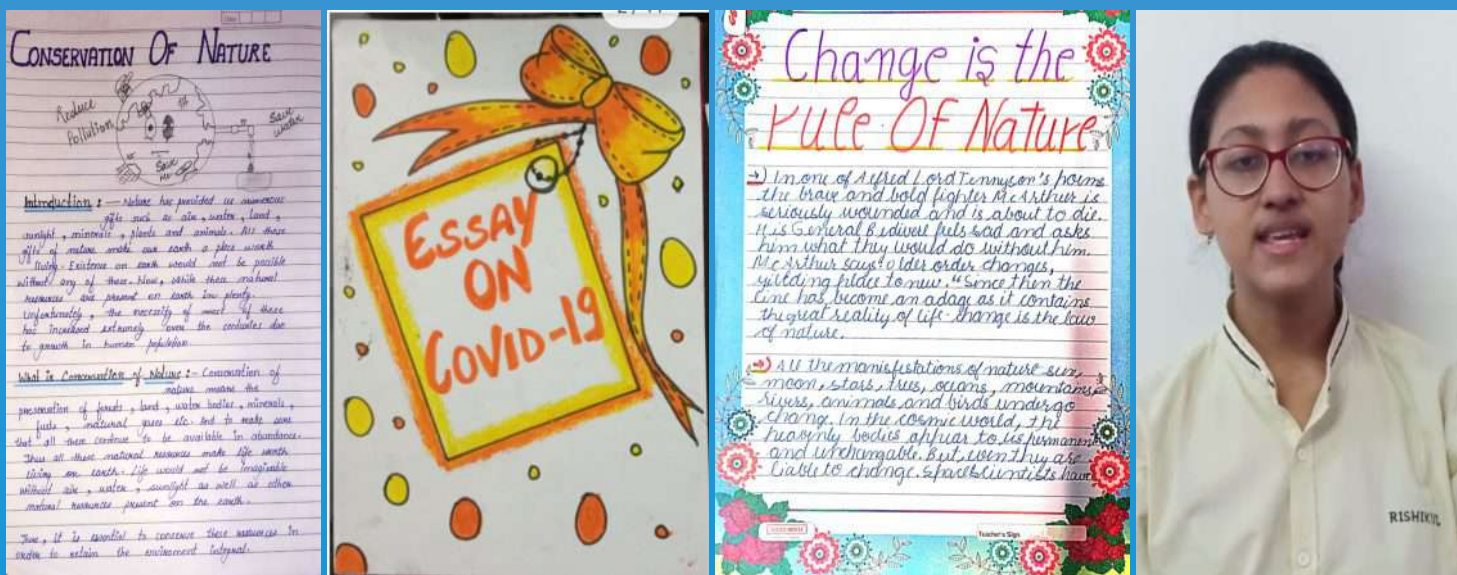 CONSERVATION OF NATURE
Reduce
Pollution
Save
water
Save
me
Introduction :— Nature has provided us numerous
gifts such as air, water, land,
sunlight, minerals, plants and animals. All these
gifts of nature make our earth a place worth
living. Existence on earth would not be possible
without any of these. Now, while these natural
resources are present on earth in plenty.
Unfortunately, the necessity of most of these
has increased extremely over the centuries due
to growth in human population
What is Conservation of Nature :- Conservation of
nature means the
preservation of forests, land, water bodies, minerals,
fuels, natural gases etc. And to make sure
that all these continue to be available in abundance.
Thus all these natural resources make life worth
living on earth. Life would not be imaginable
without air, water, sunlight as well as other
natural resources present on the earth.
Thus, it is essential to conserve these resources in
order to retain the environment integral.
ESSAY
ON
COVID-19
Change is the
rule Of Nature
→) In one of Alfred Lord Tennyson's poems
the brave and bold fighter McArthur is
seriously wounded and is about to die.
His General Bedivert fels sad and asks
him what they would do without him.
McArthur says "older order changes,
yillding place to new." Since then the
line has become an adage as it contains
the great reality of life - change is the law
of nature.
→) All the manifestations of nature sun,
moon, stars, trees, oceans, mountains,
rivers, animals and birds undergo
change. In the cosmic world, the
heavenly bodies appear to us permanent
and unchangable. But even they are
liable to change. Space Scientists have
Teacher's Sign
RISHIKUL